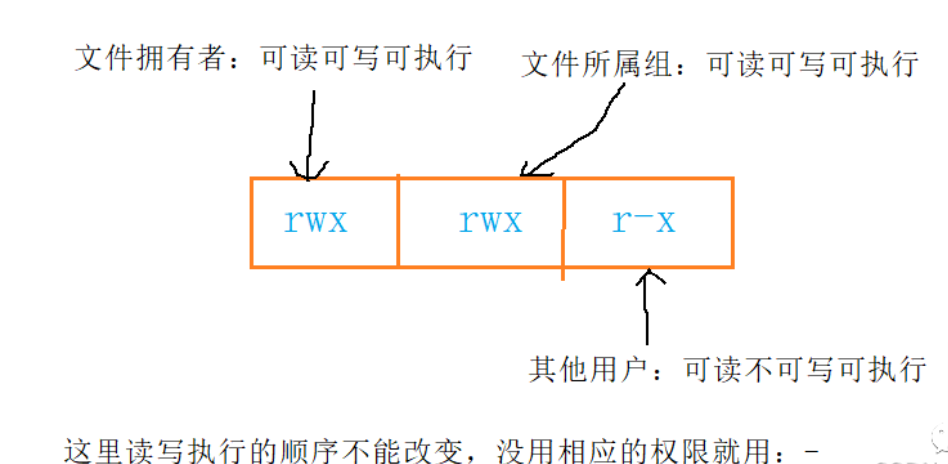 文件拥有者：可读可写可执行
文件所属组：可读可写可执行
rwx rwx r-x
其他用户：可读不可写可执行
这里读写执行的顺序不能改变，没用相应的权限就用：-